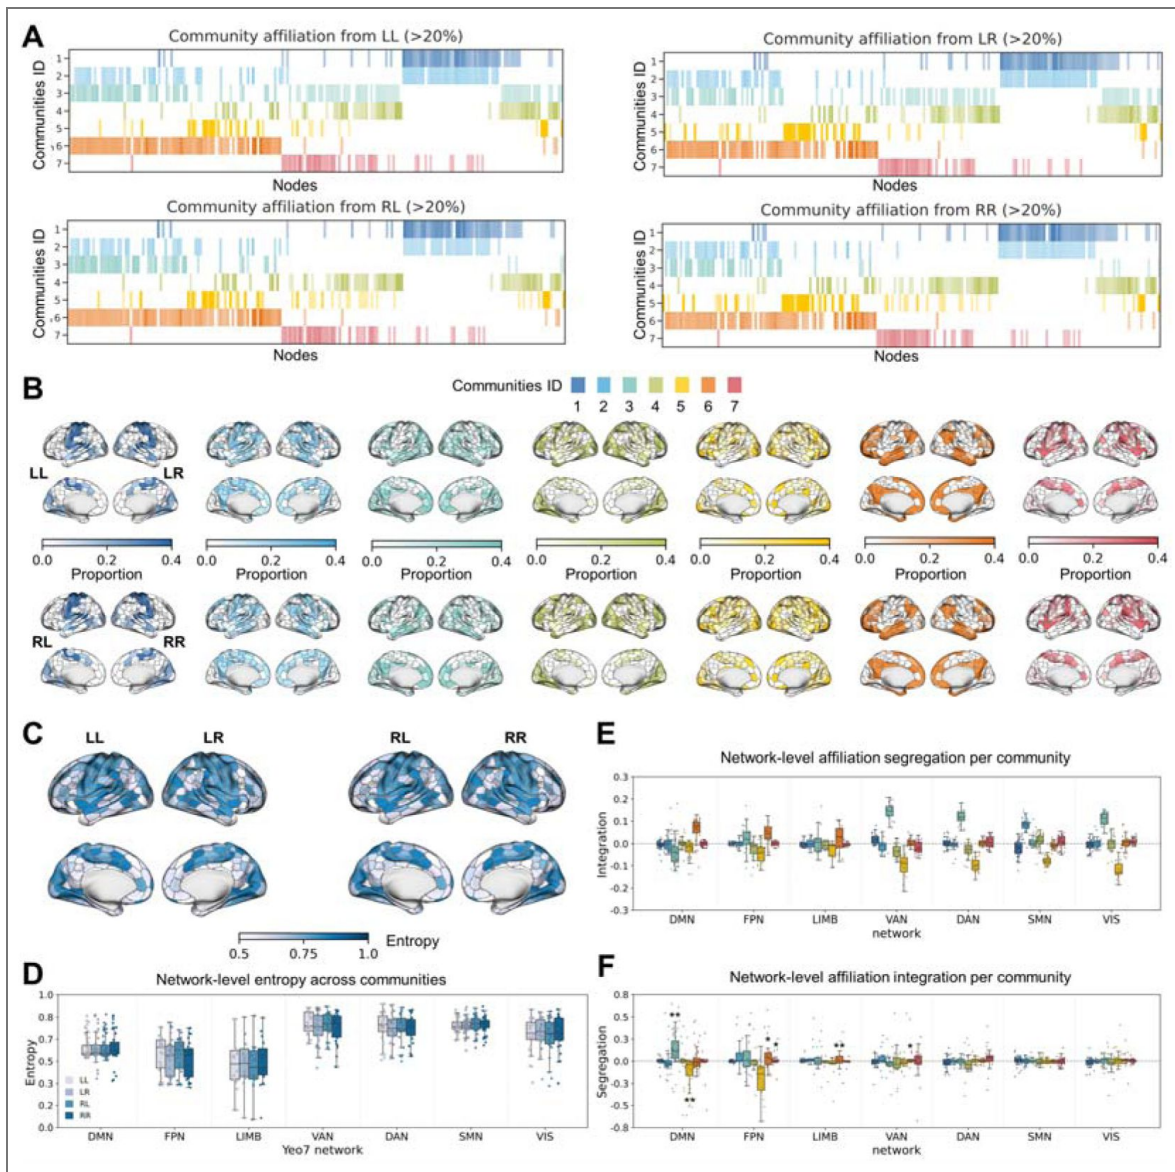 A
Community affiliation from LL (>20%)
Communities ID
1
2
3
4
5
6
7
Nodes
Community affiliation from LR (>20%)
Communities ID
1
2
3
4
5
6
7
Nodes
Community affiliation from RL (>20%)
Communities ID
1
2
3
4
5
6
7
Nodes
Community affiliation from RR (>20%)
Communities ID
1
2
3
4
5
6
7
Nodes
B
Communities ID
1 2 3 4 5 6 7
LL LR
0.0 0.2 0.4 0.0 0.2 0.4 0.0 0.2 0.4 0.0 0.2 0.4 0.0 0.2 0.4 0.0 0.2 0.4 0.0 0.2 0.4
Proportion Proportion Proportion Proportion Proportion Proportion Proportion
RL RR
C
LL LR RL RR
0.5 0.75 1.0 Entropy
D
Network-level entropy across communities
Entropy
1.0
0.8
0.7
0.5
0.3
0.2
0.0
LL
LR
RL
RR
DMN FPN LIMB VAN DAN SMN VIS
Yeo7 network
E
Network-level affiliation segregation per community
Integration
0.3
0.2
0.1
0.0
-0.1
-0.2
-0.3
DMN FPN LIMB VAN DAN SMN VIS
network
F
Network-level affiliation integration per community
Segregation
0.8
0.5
0.3
0.0
-0.3
-0.5
-0.8
** ** * * ** *
DMN FPN LIMB VAN DAN SMN VIS
network